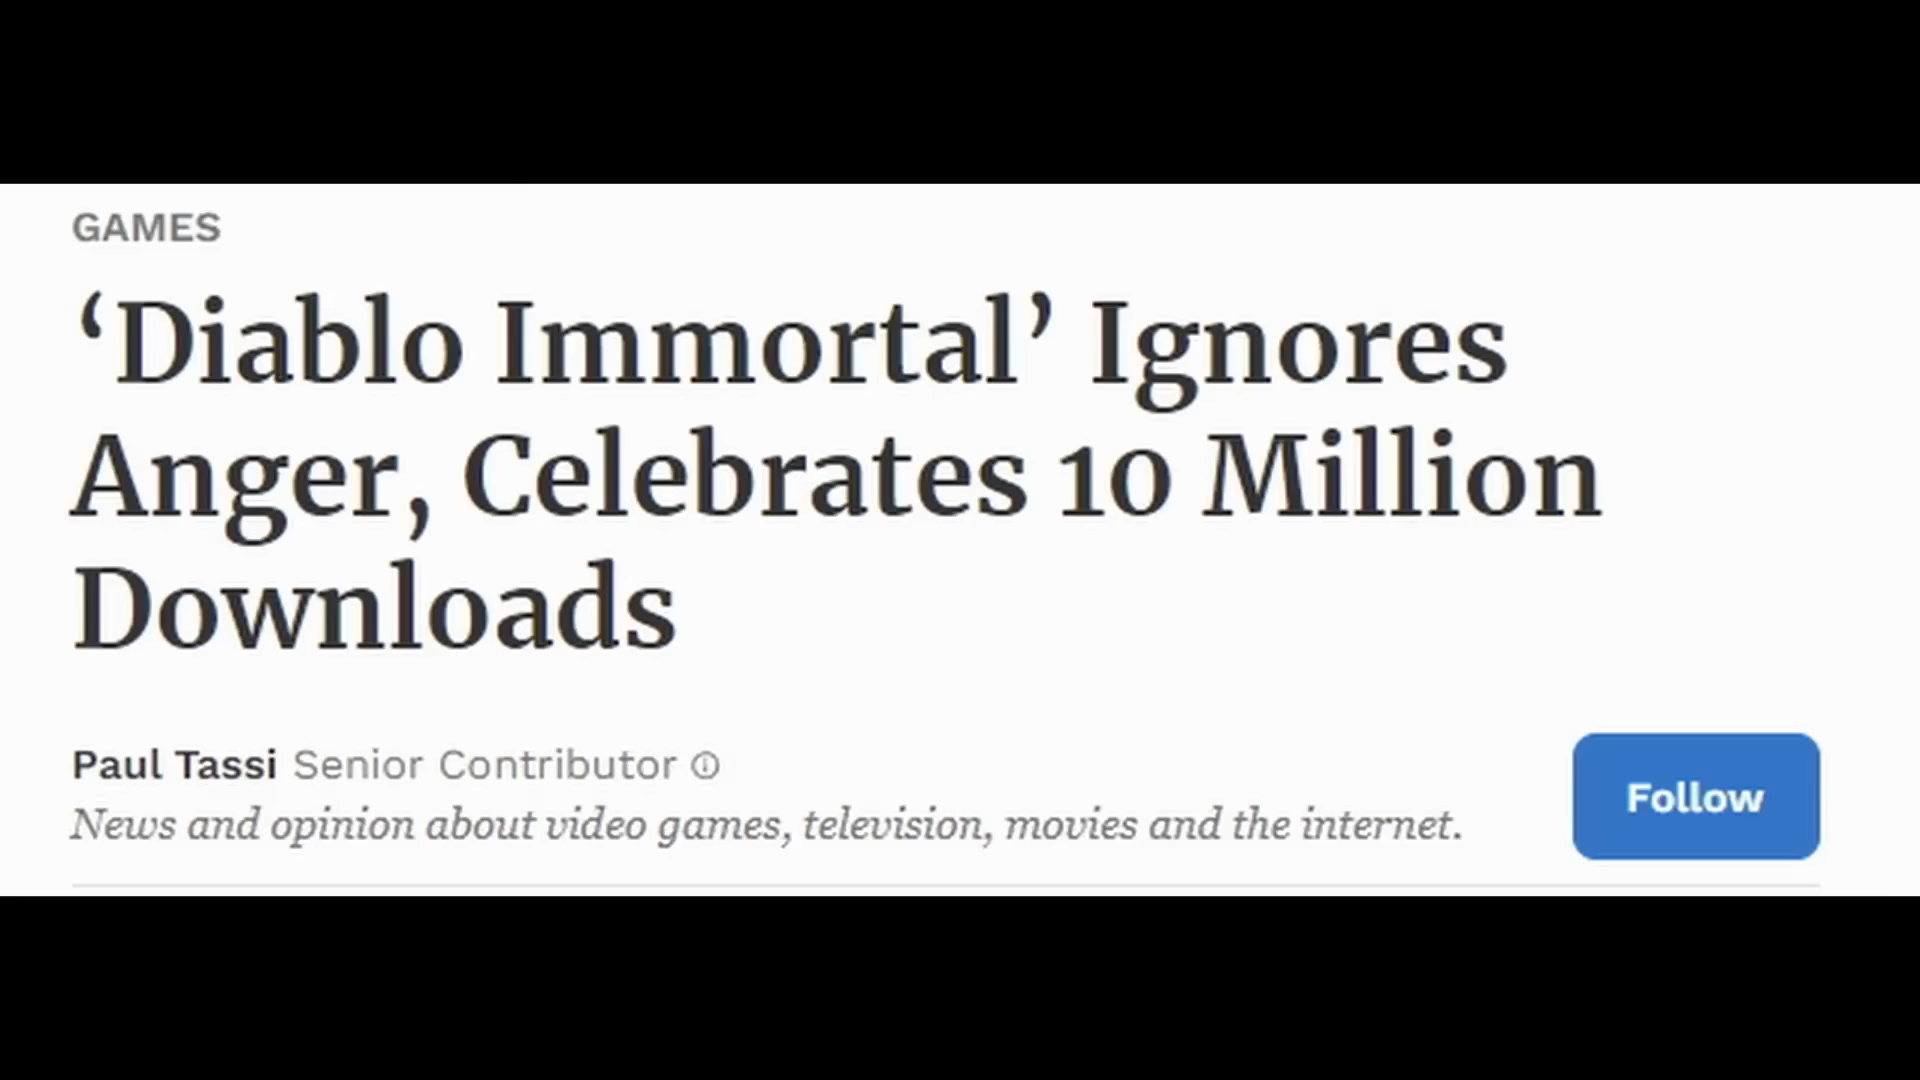 GAMES
‘Diablo Immortal’ Ignores
Anger, Celebrates 10 Million
Downloads
Paul Tassi Senior Contributor
News and opinion about video games, television, movies and the internet.
Follow